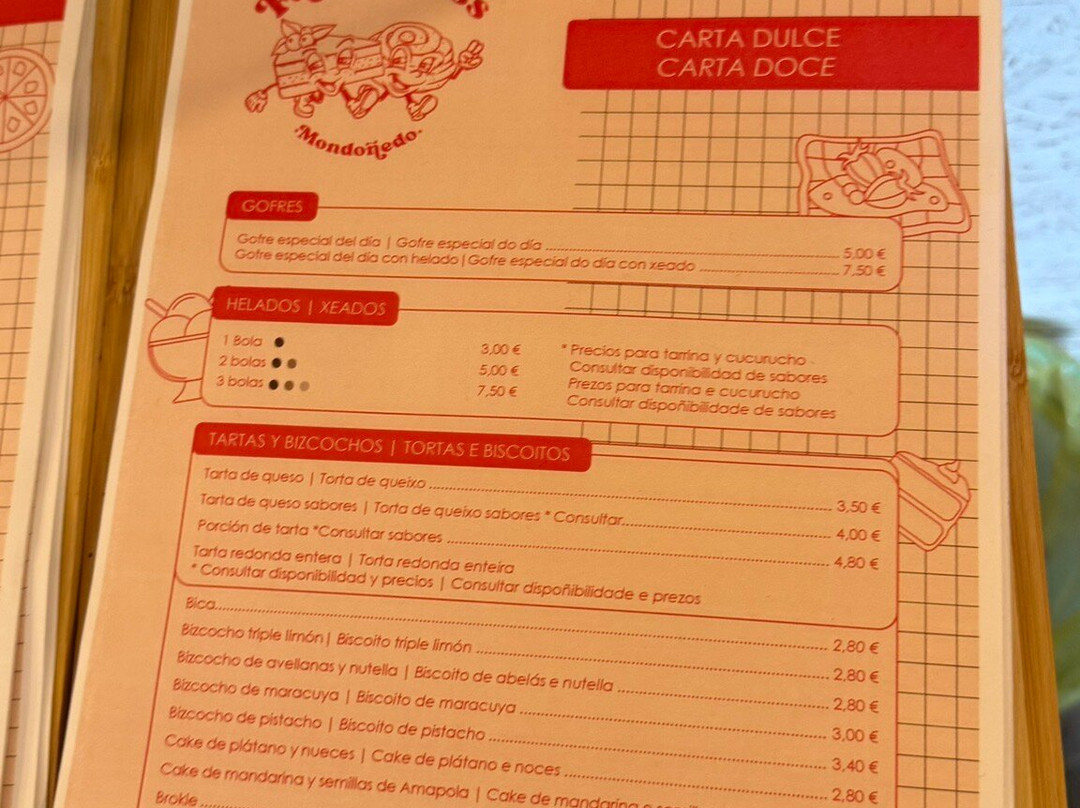 Mondoñedo
CARTA DULCE
CARTA DOCE
GOFRES
Gofre especial del día | Gofre especial do día ........ 5,00 €
Gofre especial del día con helado | Gofre especial do día con xeado ........ 7,50 €
HELADOS | XEADOS
1 Bola 3,00 €
2 bolas 5,00 €
3 bolas 7,50 €
* Precios para tarrina y cucurucho
Consultar disponibilidad de sabores
Prezos para tarrina e cucurucho
Consultar dispoñibilidade de sabores
TARTAS Y BIZCOCHOS | TORTAS E BISCOITOS
Tarta de queso | Torta de queixo ........ 3,50 €
Tarta de queso sabores | Torta de queixo sabores * Consultar ........ 4,00 €
Porción de tarta *Consultar sabores ........ 4,80 €
Tarta redonda entera | Torta redonda enteira
* Consultar disponibilidad y precios | Consultar dispoñibilidade e prezos
Bica ........ 2,80 €
Bizcocho triple limón | Biscoito triple limón ........ 2,80 €
Bizcocho de avellanas y nutella | Biscoito de abelás e nutella ........ 2,80 €
Bizcocho de maracuya | Biscoito de maracuya ........ 3,00 €
Bizcocho de pistacho | Biscoito de pistacho ........ 3,40 €
Cake de plátano y nueces | Cake de plátano e noces ........ 2,80 €
Cake de mandarina y semillas de Amapola | Cake de mandarina e
Brokie ........